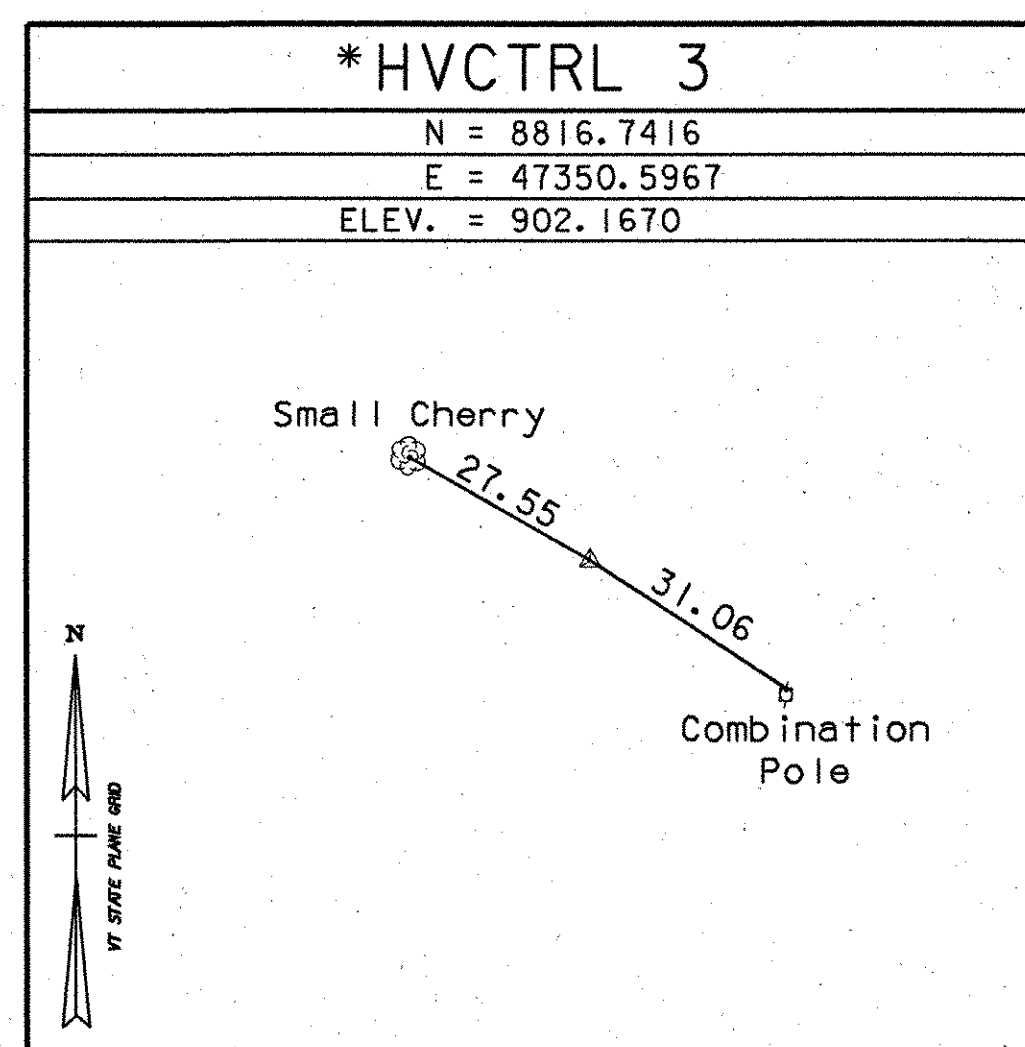 *HVCTRL 3
N = 8816.7416
E = 47350.5967
ELEV. = 902.1670
Small Cherry
27.55
31.06
N
Combination
Pole
VT STATE PLANE GRID